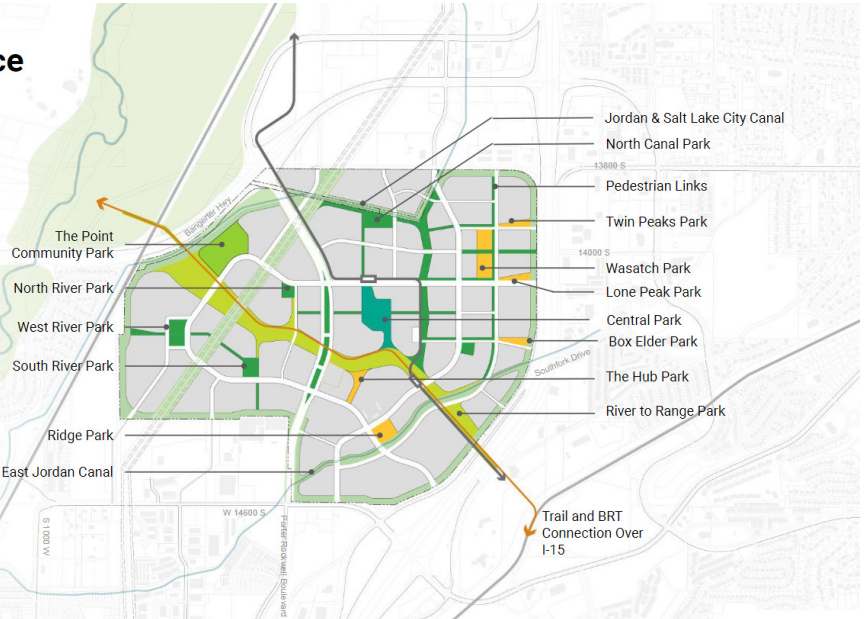 ce
Jordan & Salt Lake City Canal
North Canal Park
13800 S
Pedestrian Links
Bangerter Hwy
Twin Peaks Park
The Point
Community Park
14000 S
Wasatch Park
North River Park
Lone Peak Park
West River Park
Central Park
Box Elder Park
South River Park
Southfork Drive
The Hub Park
River to Range Park
Ridge Park
East Jordan Canal
W 14600 S
S 1000 W
Porter Rockwell Boulevard
Trail and BRT
Connection Over
I-15